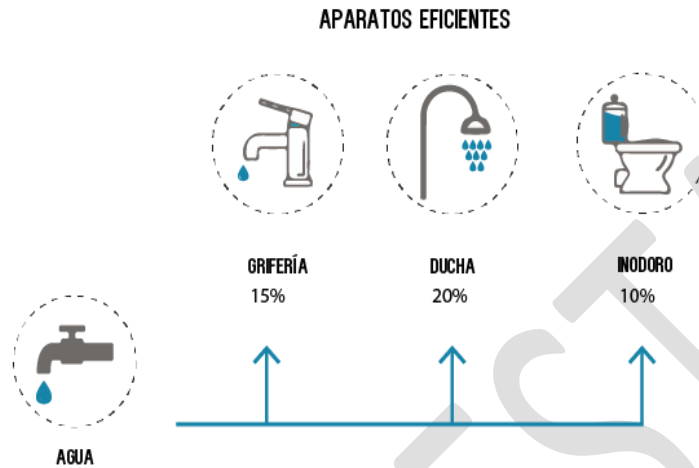 APARATOS EFICIENTES
GRIFERÍA
DUCHA
INODORO
15%
20%
10%
AGUA